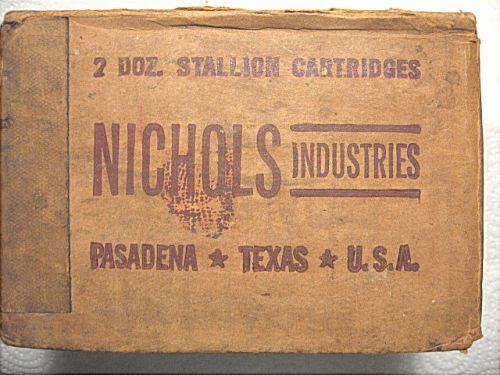 2 DOZ. STALLION CARTRIDGES
NICHOLS INDUSTRIES
PASADENA ★ TEXAS ★ U.S.A.